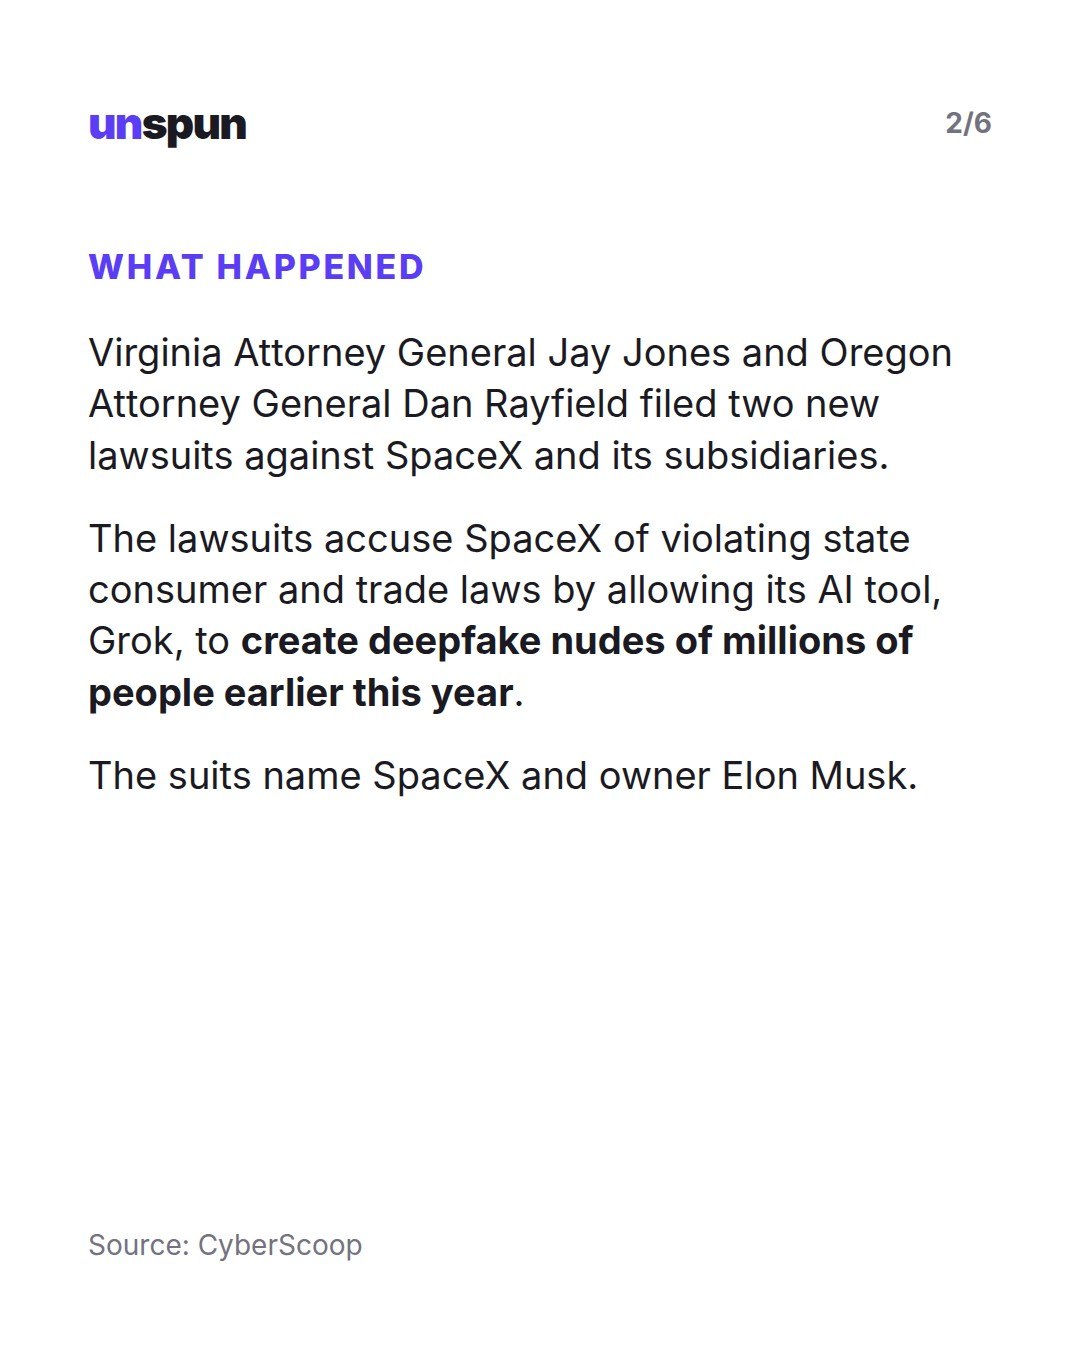 unspun
2/6
WHAT HAPPENED
Virginia Attorney General Jay Jones and Oregon
Attorney General Dan Rayfield filed two new
lawsuits against SpaceX and its subsidiaries.
The lawsuits accuse SpaceX of violating state
consumer and trade laws by allowing its AI tool,
Grok, to create deepfake nudes of millions of
people earlier this year.
The suits name SpaceX and owner Elon Musk.
Source: CyberScoop